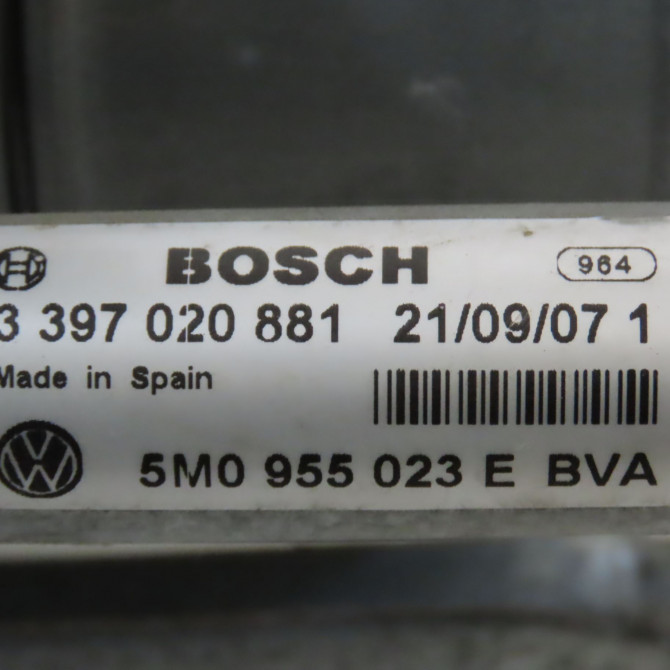 BOSCH 964
3 397 020 881 21/09/07 1
Made in Spain
5M0 955 023 E BVA